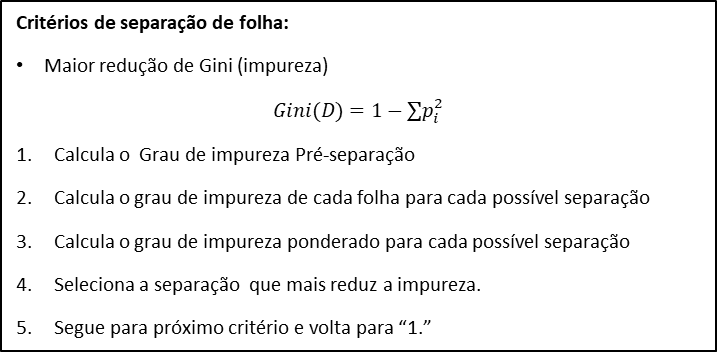 Critérios de separação de folha:
• Maior redução de Gini (impureza)
Gini(D) = 1 − ∑p_i^2
1. Calcula o Grau de impureza Pré-separação
2. Calcula o grau de impureza de cada folha para cada possível separação
3. Calcula o grau de impureza ponderado para cada possível separação
4. Seleciona a separação que mais reduz a impureza.
5. Segue para próximo critério e volta para “1.”